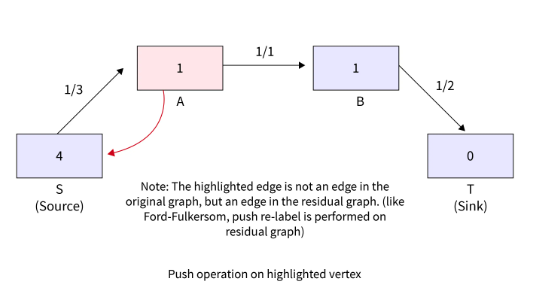 1/1
1
1
1/3
A
B
1/2
4
0
S
(Source)
T
(Sink)
Note: The highlighted edge is not an edge in the
original graph, but an edge in the residual graph. (like
Ford-Fulkersom, push re-label is performed on
residual graph)
Push operation on highlighted vertex